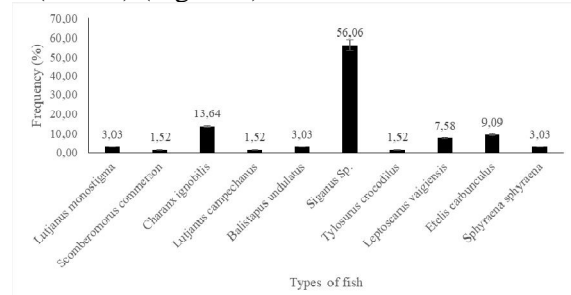 70,00
60,00
50,00
40,00
30,00
20,00
10,00
0,00
Frequency (%)
3,03
1,52
13,64
1,52
3,03
56,06
1,52
7,58
9,09
3,03
Lutjanus monostigma
Scomberomorus commerson
Charanx ignobilis
Lutjanus campechanus
Balistapus undulatus
Siganus Sp.
Tylosurus crocodilus
Leptoscarus vaigiensis
Etelis carbunculus
Sphyraena sphyraena
Types of fish